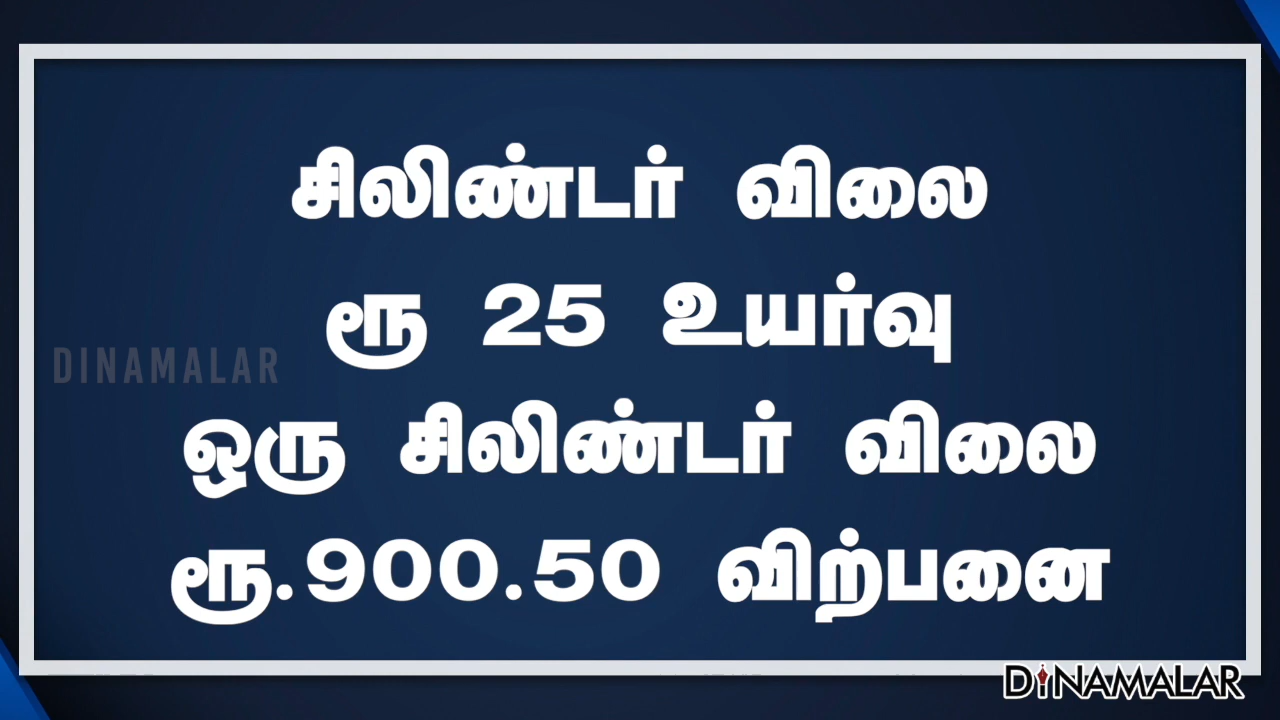 சிலிண்டர் விலை
ரூ 25 உயர்வு
DINAMALAR
ஒரு சிலிண்டர் விலை
ரூ.900.50 விற்பனை
DINAMALAR